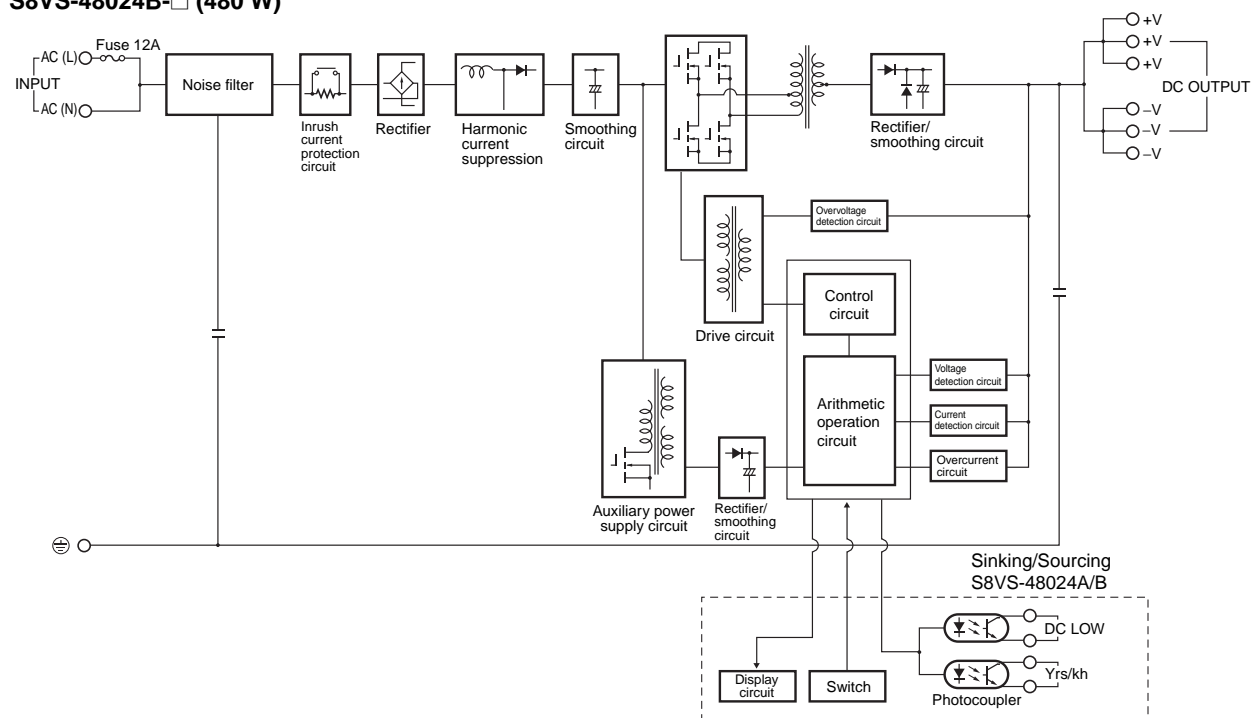 S8VS-48024B-□ (480 W)
AC (L)
Fuse 12A
INPUT
AC (N)
Noise filter
Inrush
current
protection
circuit
Rectifier
Harmonic
current
suppression
Smoothing
circuit
Rectifier/
smoothing circuit
+V
+V
+V
DC OUTPUT
–V
–V
–V
Overvoltage
detection circuit
Drive circuit
Control
circuit
Arithmetic
operation
circuit
Voltage
detection circuit
Current
detection circuit
Overcurrent
circuit
Auxiliary power
supply circuit
Rectifier/
smoothing
circuit
Sinking/Sourcing
S8VS-48024A/B
Display
circuit
Switch
DC LOW
Yrs/kh
Photocoupler